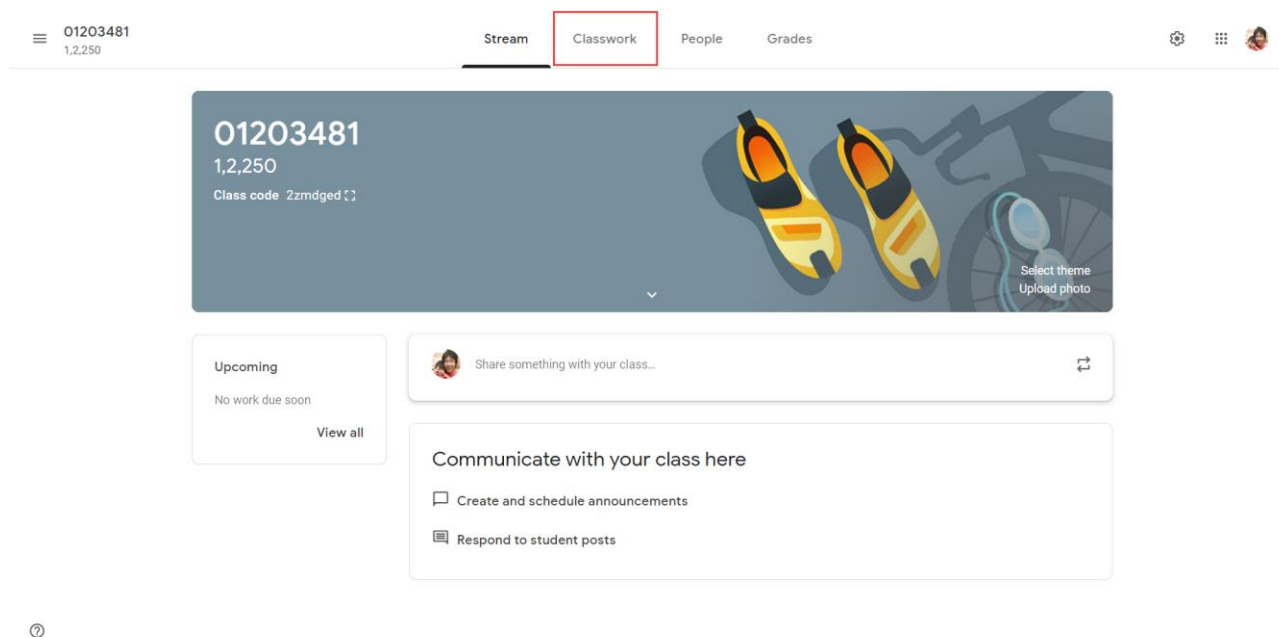 01203481
1,2,250
Stream Classwork People Grades
01203481
1,2,250
Class code 2zmdged
Select theme
Upload photo
Upcoming
No work due soon
View all
Share something with your class...
Communicate with your class here
Create and schedule announcements
Respond to student posts